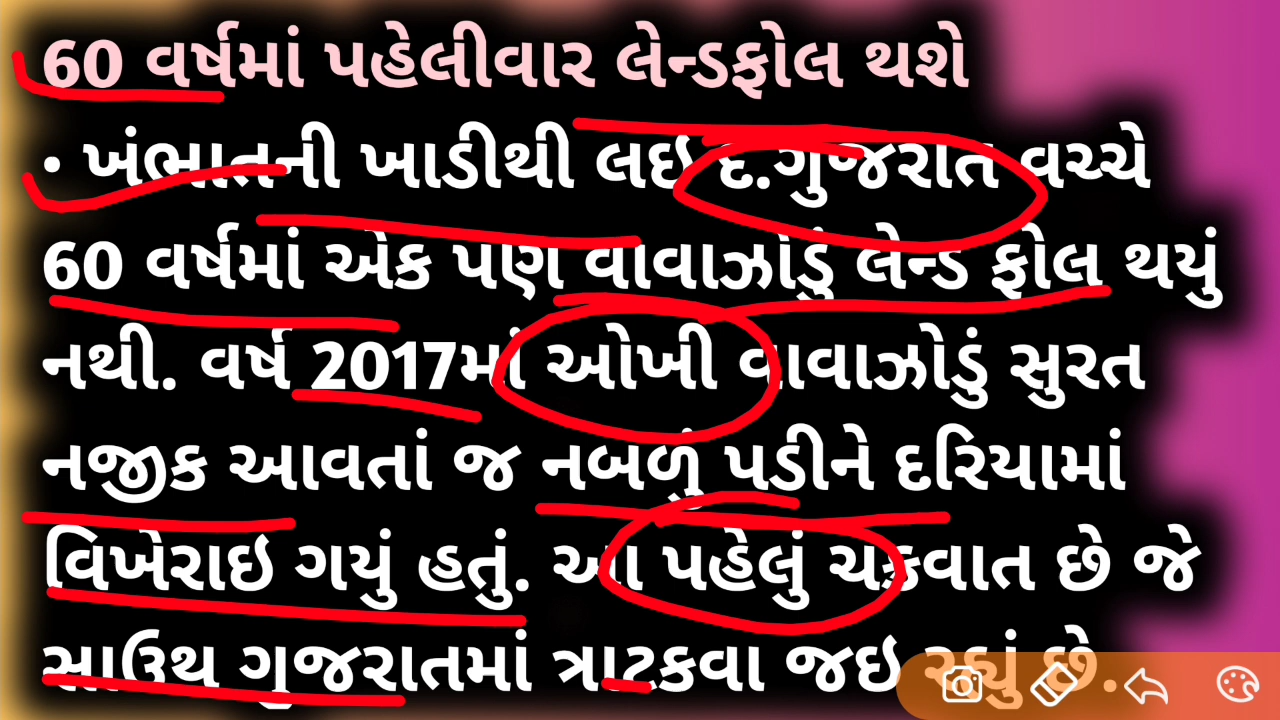 60 વર્ષમાં પહેલીવાર લેન્ડફોલ થશે
• ખંભાતની ખાડીથી લઇ દ.ગુજરાત વચ્ચે
60 વર્ષમાં એક પણ વાવાઝોડું લેન્ડ ફોલ થયું
નથી. વર્ષ 2017માં ઓખી વાવાઝોડું સુરત
નજીક આવતાં જ નબળું પડીને દરિયામાં
વિખેરાઇ ગયું હતું. આ પહેલું ચક્રવાત છે જે
સાઉથ ગુજરાતમાં ત્રાટકવા જઇ રહ્યું છે.